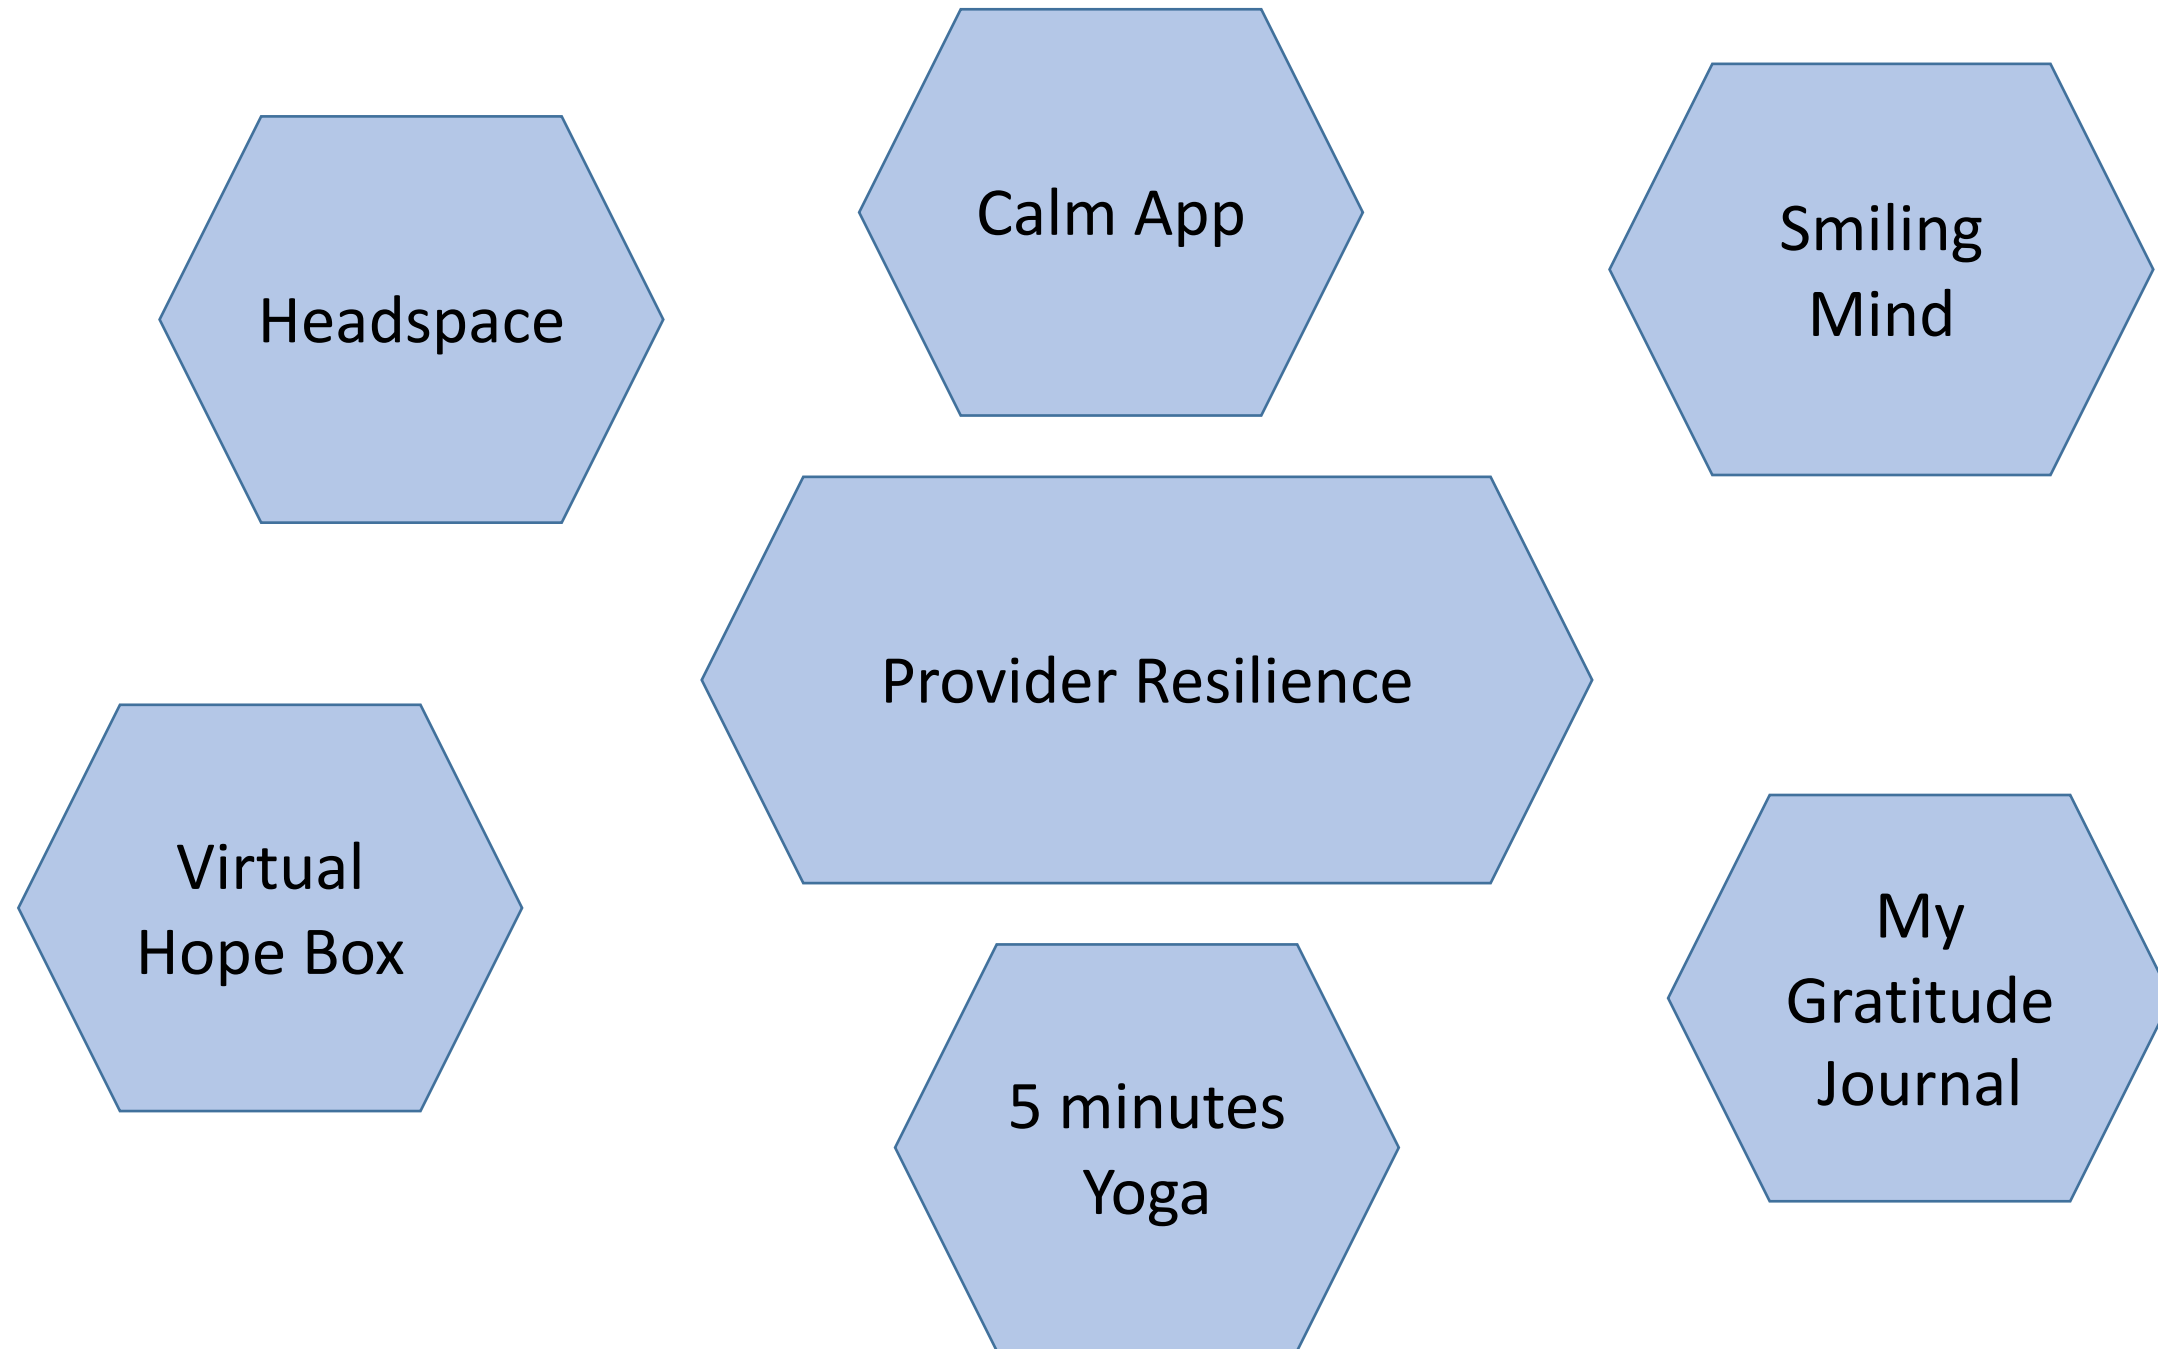 Headspace
Calm App
Smiling
Mind
Provider Resilience
Virtual
Hope Box
5 minutes
Yoga
My
Gratitude
Journal